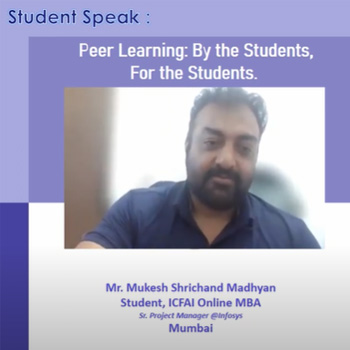 Student Speak :
Peer Learning: By the Students,
For the Students.
Mr. Mukesh Shrichand Madhyan
Student, ICFAI Online MBA
Sr. Project Manager @Infosys
Mumbai